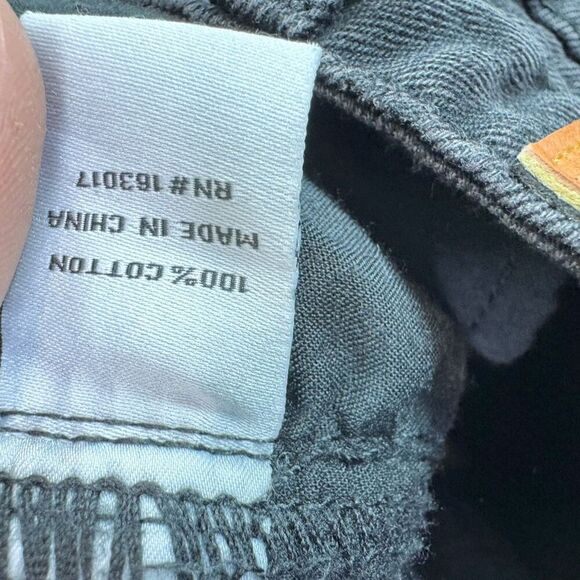 100% COTTON
MADE IN CHINA
RN# 163017